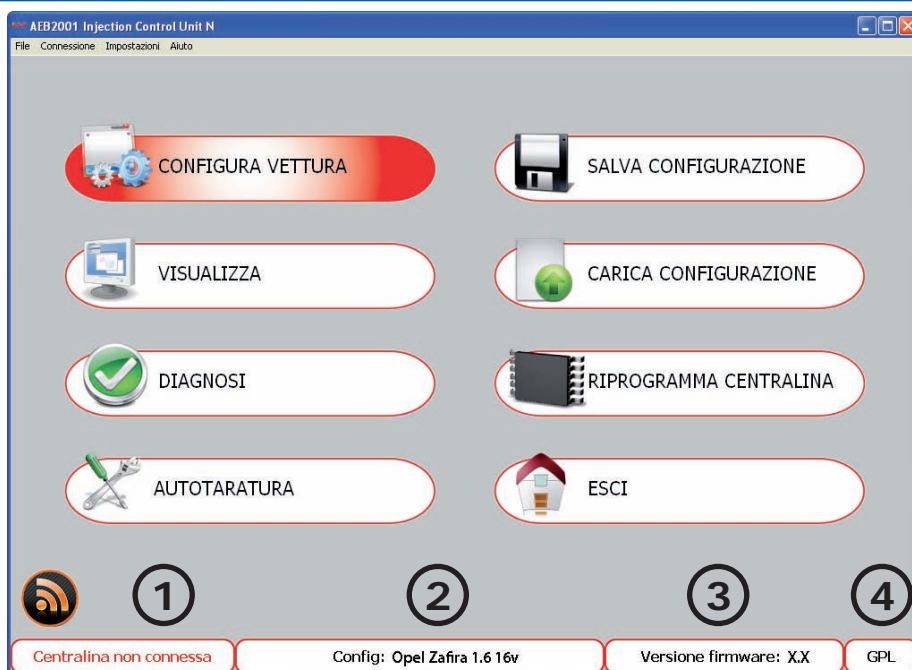 AEB2001 Injection Control Unit N
File Connessione Impostazioni Aiuto
CONFIGURA VETTURA
SALVA CONFIGURAZIONE
VISUALIZZA
CARICA CONFIGURAZIONE
DIAGNOSI
RIPROGRAMMA CENTRALINA
AUTOTARATURA
ESCI
1 2 3 4
Centralina non connessa
Config: Opel Zafira 1.6 16v
Versione firmware: X.X
GPL